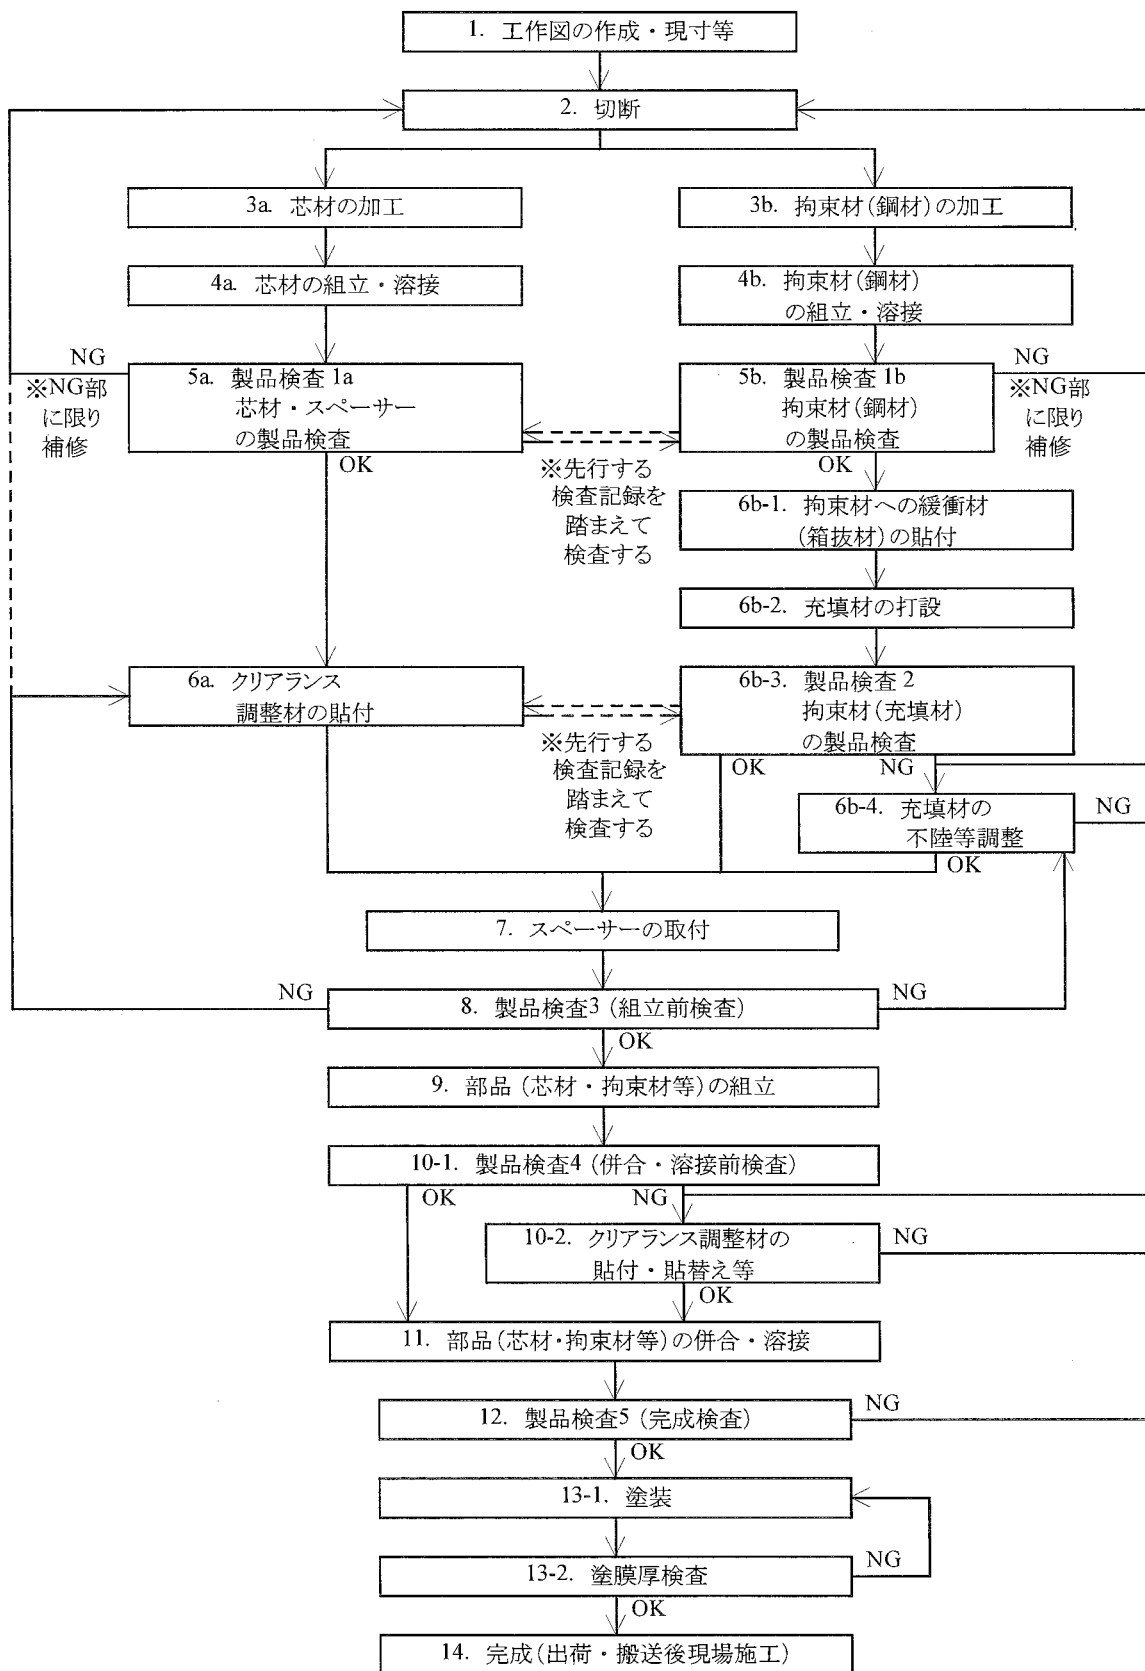 1. 工作図の作成・現寸等
2. 切断
3a. 芯材の加工
3b. 拘束材(鋼材)の加工
4a. 芯材の組立・溶接
4b. 拘束材(鋼材)
の組立・溶接
NG
※NG部
に限り
補修
5a. 製品検査1a
芯材・スペーサー
の製品検査
OK
5b. 製品検査1b
拘束材(鋼材)
の製品検査
OK
NG
※NG部
に限り
補修
※先行する
検査記録を
踏まえて
検査する
6b-1. 拘束材への緩衝材
(箱抜材)の貼付
6b-2. 充填材の打設
6a. クリアランス
調整材の貼付
6b-3. 製品検査2
拘束材(充填材)
の製品検査
※先行する
検査記録を
踏まえて
検査する
OK
NG
6b-4. 充填材の
不陸等調整
NG
OK
7. スペーサーの取付
NG
8. 製品検査3(組立前検査)
NG
OK
9. 部品(芯材・拘束材等)の組立
10-1. 製品検査4(併合・溶接前検査)
OK
NG
10-2. クリアランス調整材の
貼付・貼替え等
NG
OK
11. 部品(芯材・拘束材等)の併合・溶接
12. 製品検査5(完成検査)
NG
OK
13-1. 塗装
13-2. 塗膜厚検査
NG
OK
14. 完成(出荷・搬送後現場施工)